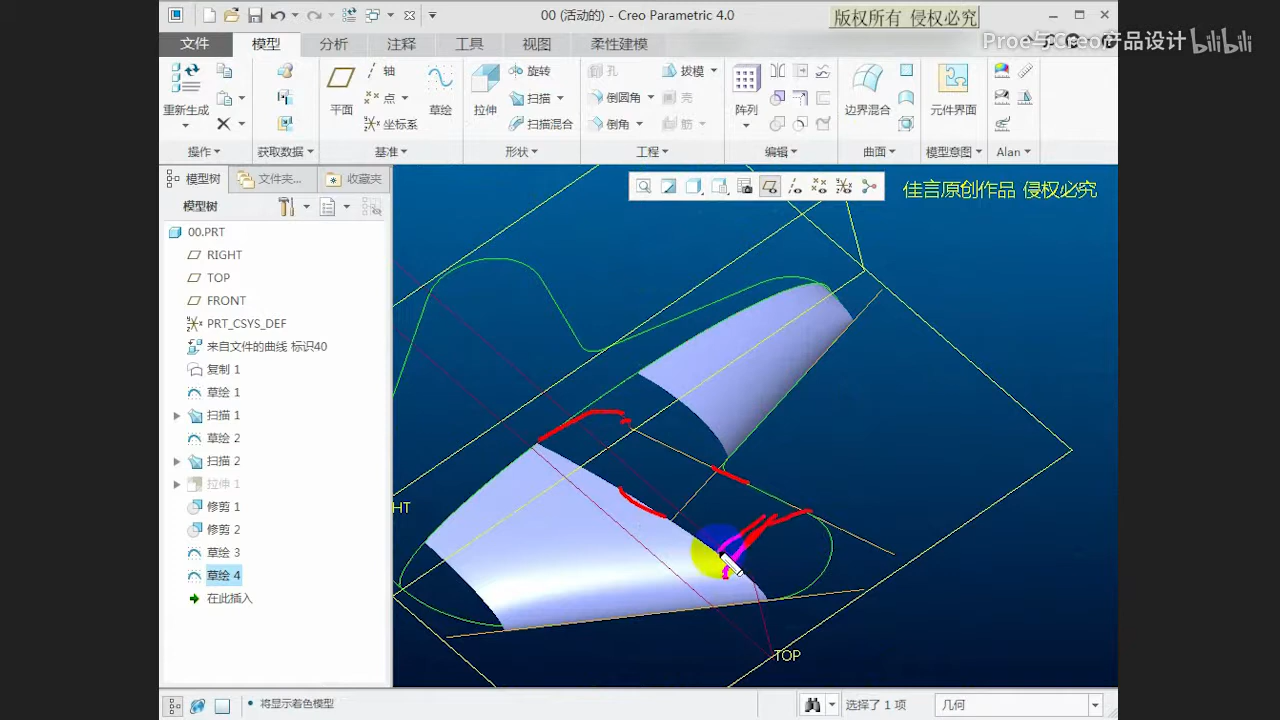 00 (活动的) - Creo Parametric 4.0
版权所有 侵权必究
Proe与Creo产品设计 bilibili
文件 模型 分析 注释 工具 视图 柔性建模
重新生成
平面 轴 点 坐标系 草绘
拉伸 旋转 扫描 扫描混合
孔 倒圆角 倒角 拔模 壳 筋
阵列 边界混合 元件界面
操作 获取数据 基准 形状 工程 编辑 曲面 模型意图 Alan
模型树 文件夹... 收藏夹
模型树
佳言原创作品 侵权必究
00.PRT
RIGHT
TOP
FRONT
PRT_CSYS_DEF
来自文件的曲线 标识40
复制 1
草绘 1
扫描 1
草绘 2
扫描 2
拉伸 1
修剪 1
修剪 2
草绘 3
草绘 4
在此插入
HT
TOP
将显示着色模型
选择了 1 项
几何